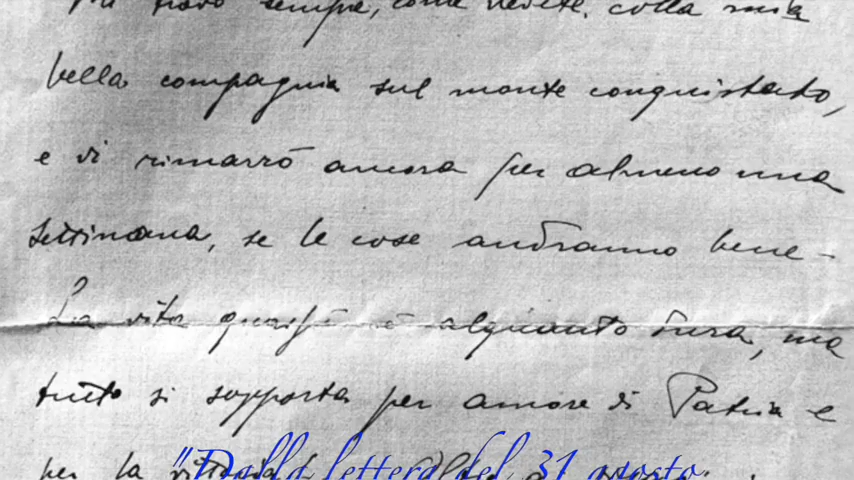 Mi trovo sempre, come vedete, colla mia
bella compagnia sul monte conquistato,
e vi rimarrò ancora per almeno una
settimana, se le cose andranno bene -
La vita quassù è alquanto dura, ma
tutto si sopporta per amore di Patria e
per la
"Dalla lettera del 31 agosto